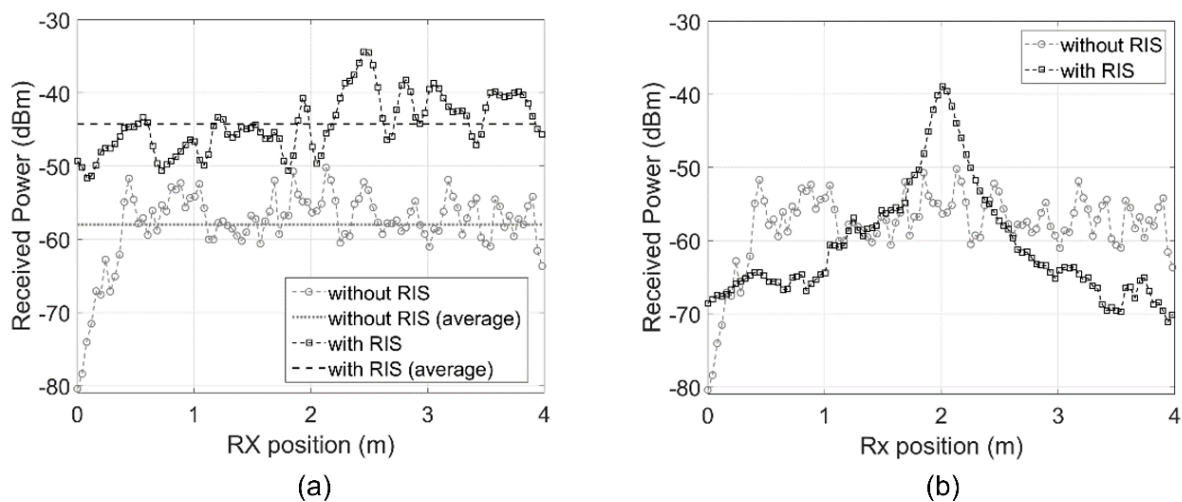 -30
-40
-50
-60
-70
-80
Received Power (dBm)
without RIS
without RIS (average)
with RIS
with RIS (average)
0 1 2 3 4
RX position (m)
(a)
-30
-40
-50
-60
-70
-80
Received Power (dBm)
without RIS
with RIS
0 1 2 3 4
Rx position (m)
(b)